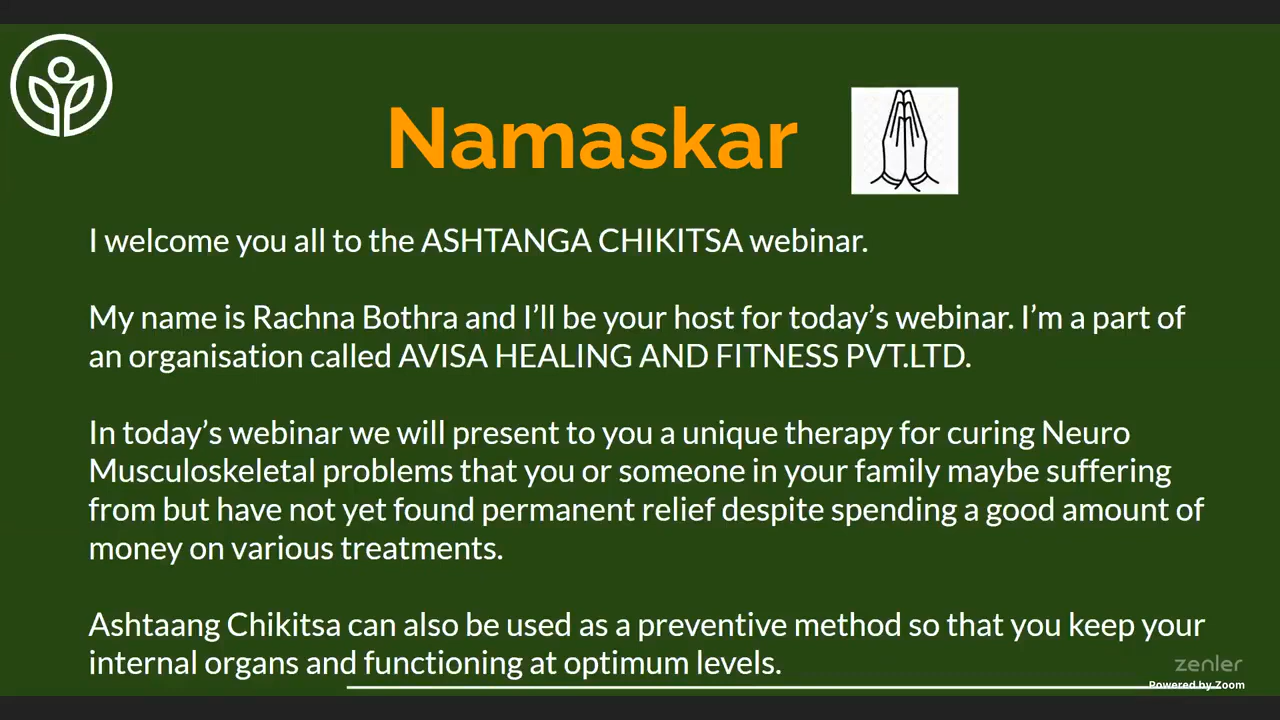 Namaskar
I welcome you all to the ASHTANGA CHIKITSA webinar.
My name is Rachna Bothra and I’ll be your host for today’s webinar. I’m a part of
an organisation called AVISA HEALING AND FITNESS PVT.LTD.
In today’s webinar we will present to you a unique therapy for curing Neuro
Musculoskeletal problems that you or someone in your family maybe suffering
from but have not yet found permanent relief despite spending a good amount of
money on various treatments.
Ashtaang Chikitsa can also be used as a preventive method so that you keep your
internal organs and functioning at optimum levels.
zenler
Powered by Zoom